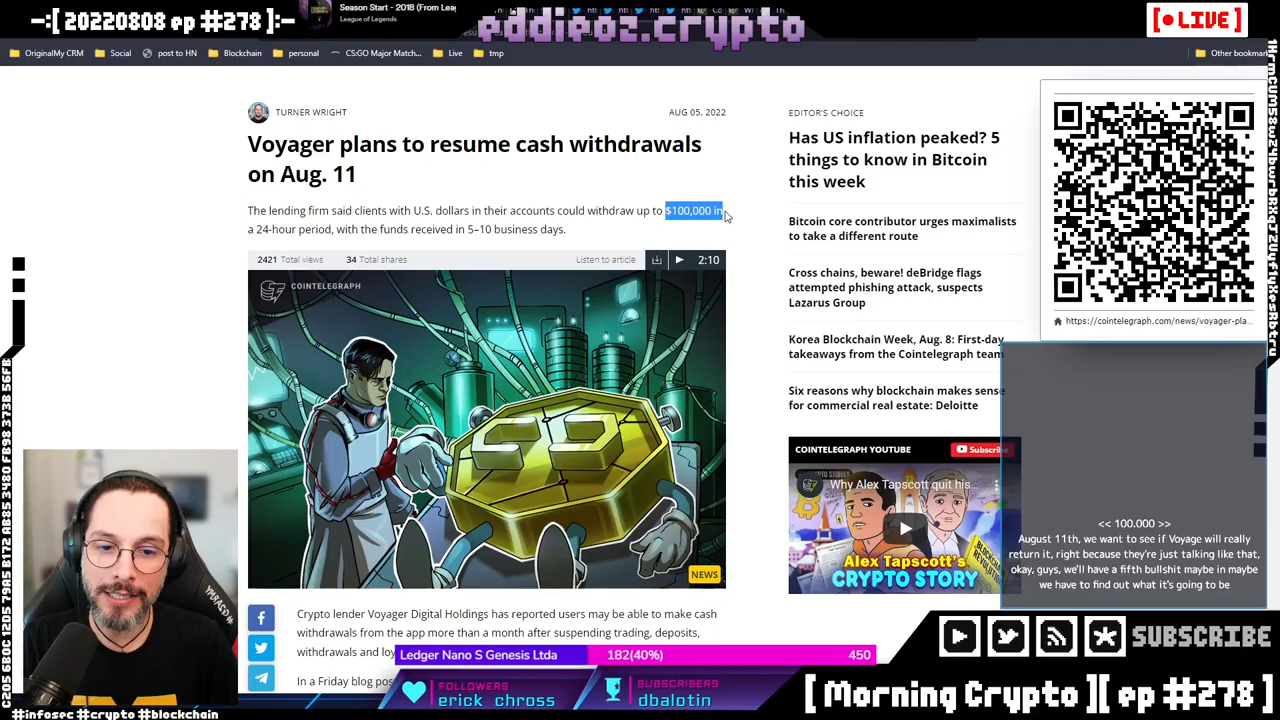 -:[ 20220808 ep #278 ]:-
Season Start - 2018 (From Leag
League of Legends
eddieoz.crypto
[● LIVE]
OriginalMy CRM
Social
post to HN
Blockchain
personal
CS:GO Major Match...
Live
tmp
Other bookmar
TURNER WRIGHT
AUG 05, 2022
Voyager plans to resume cash withdrawals
on Aug. 11
The lending firm said clients with U.S. dollars in their accounts could withdraw up to $100,000 in
a 24-hour period, with the funds received in 5–10 business days.
2421 Total views
34 Total shares
Listen to article
2:10
COINTELEGRAPH
NEWS
Crypto lender Voyager Digital Holdings has reported users may be able to make cash
withdrawals from the app more than a month after suspending trading, deposits,
withdrawals and loy
In a Friday blog pos
EDITOR'S CHOICE
Has US inflation peaked? 5
things to know in Bitcoin
this week
Bitcoin core contributor urges maximalists
to take a different route
Cross chains, beware! deBridge flags
attempted phishing attack, suspects
Lazarus Group
Korea Blockchain Week, Aug. 8: First-day
takeaways from the Cointelegraph team
Six reasons why blockchain makes sense
for commercial real estate: Deloitte
COINTELEGRAPH YOUTUBE
Subscribe
Why Alex Tapscott quit his...
ALEX TAPSCOTT'S
CRYPTO STORY
https://cointelegraph.com/news/voyager-pla...
<< 100.000 >>
August 11th, we want to see if Voyage will really
return it, right because they're just talking like that,
okay, guys, we'll have a fifth bullshit maybe in maybe
we have to find out what it's going to be
Ledger Nano S Genesis Ltda
182(40%)
450
FOLLOWERS
erick chross
SUBSCRIBERS
dbalotin
SUBSCRIBE
[ Morning Crypto ][ ep #278 ]
#infosec #crypto #blockchain